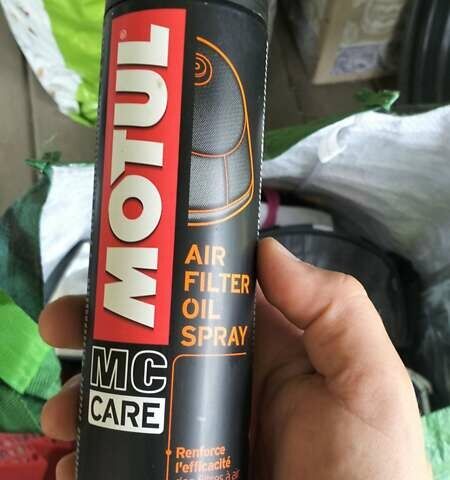 MOTUL
AIR
FILTER
OIL
SPRAY
MC
CARE
Renforce
l'efficacité